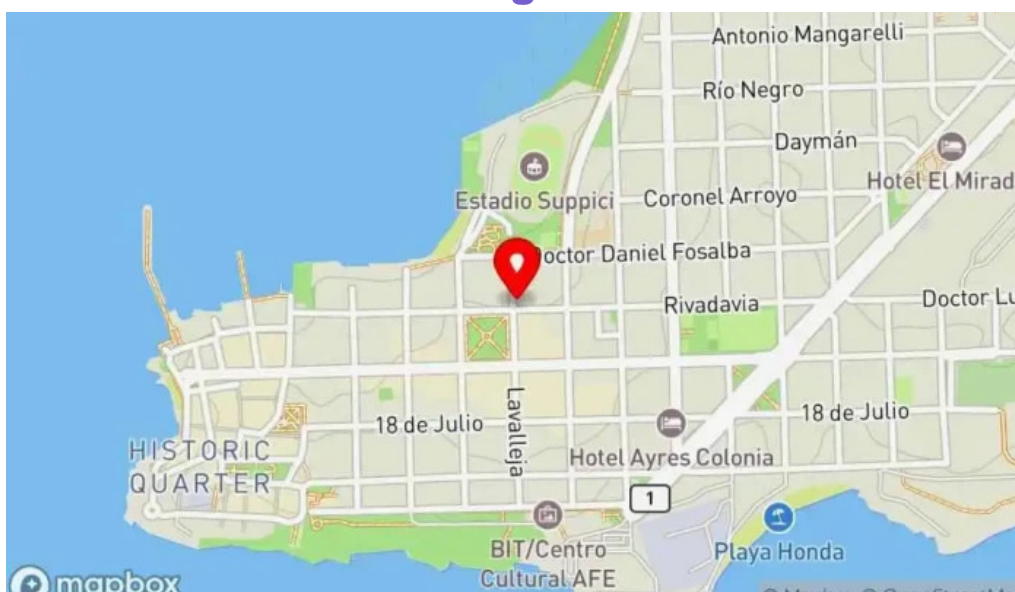 Antonio Mangarelli
Río Negro
Daymán
Hotel El Mirad
Estadio Suppici
Coronel Arroyo
Doctor Daniel Fosalba
Rivadavia
Doctor Lu
Lavalleja
18 de Julio
18 de Julio
HISTORIC
QUARTER
Hotel Ayres Colonia
1
BIT/Centro
Cultural AFE
Playa Honda
mapbox